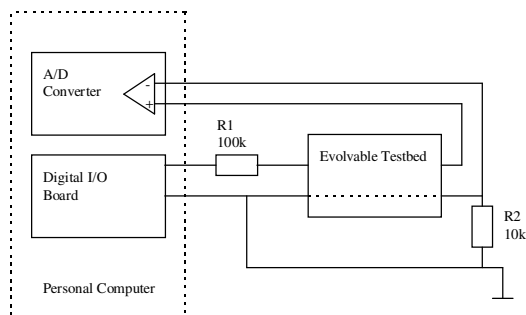 A/D
Converter
-
+
R1
100k
Evolvable Testbed
Digital I/O
Board
R2
10k
Personal Computer